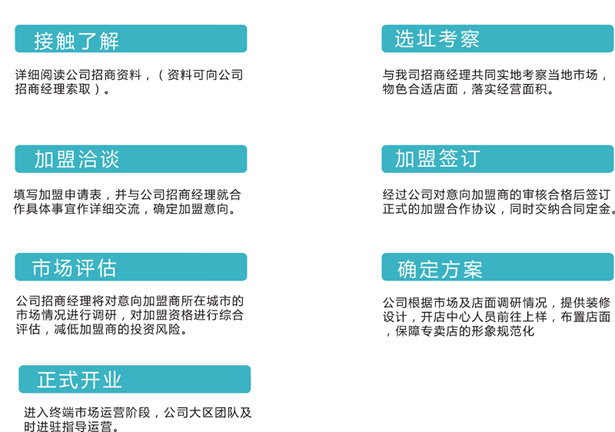 接触了解
详细阅读公司招商资料，（资料可向公司
招商经理索取）。
加盟洽谈
填写加盟申请表，并与公司招商经理就合
作具体事宜作详细交流，确定加盟意向。
市场评估
公司招商经理将对意向加盟商所在城市的
市场情况进行调研，对加盟资格进行综合
评估，减低加盟商的投资风险。
正式开业
进入终端市场运营阶段，公司大区团队及
时进驻指导运营。
选址考察
与我司招商经理共同实地考察当地市场，
物色合适店面，落实经营面积。
加盟签订
经过公司对意向加盟商的审核合格后签订
正式的加盟合作协议，同时交纳合同定金。
确定方案
公司根据市场及店面调研情况，提供装修
设计，开店中心人员前往上样，布置店面
，保障专卖店的形象规范化